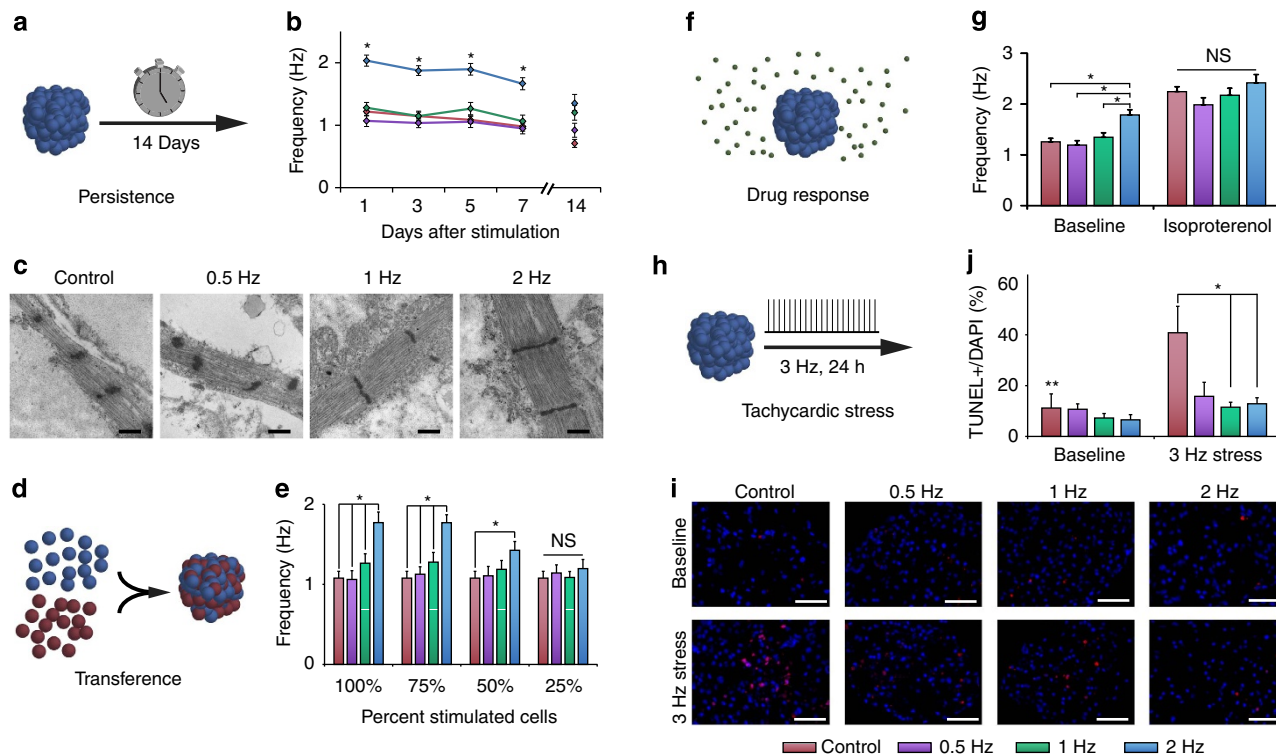 a
14 Days
Persistence
b
Frequency (Hz)
2
1
0
* * * *
1 3 5 7 14
Days after stimulation
c
Control 0.5 Hz 1 Hz 2 Hz
d
Transference
e
Frequency (Hz)
2
1
0
* * * NS
100% 75% 50% 25%
Percent stimulated cells
f
Drug response
g
Frequency (Hz)
3
2
1
0
*
*
*
NS
Baseline Isoproterenol
h
3 Hz, 24 h
Tachycardic stress
j
TUNEL+/DAPI (%)
60
40
20
0
**
*
Baseline 3 Hz stress
i
Control 0.5 Hz 1 Hz 2 Hz
Baseline
3 Hz stress
Control 0.5 Hz 1 Hz 2 Hz